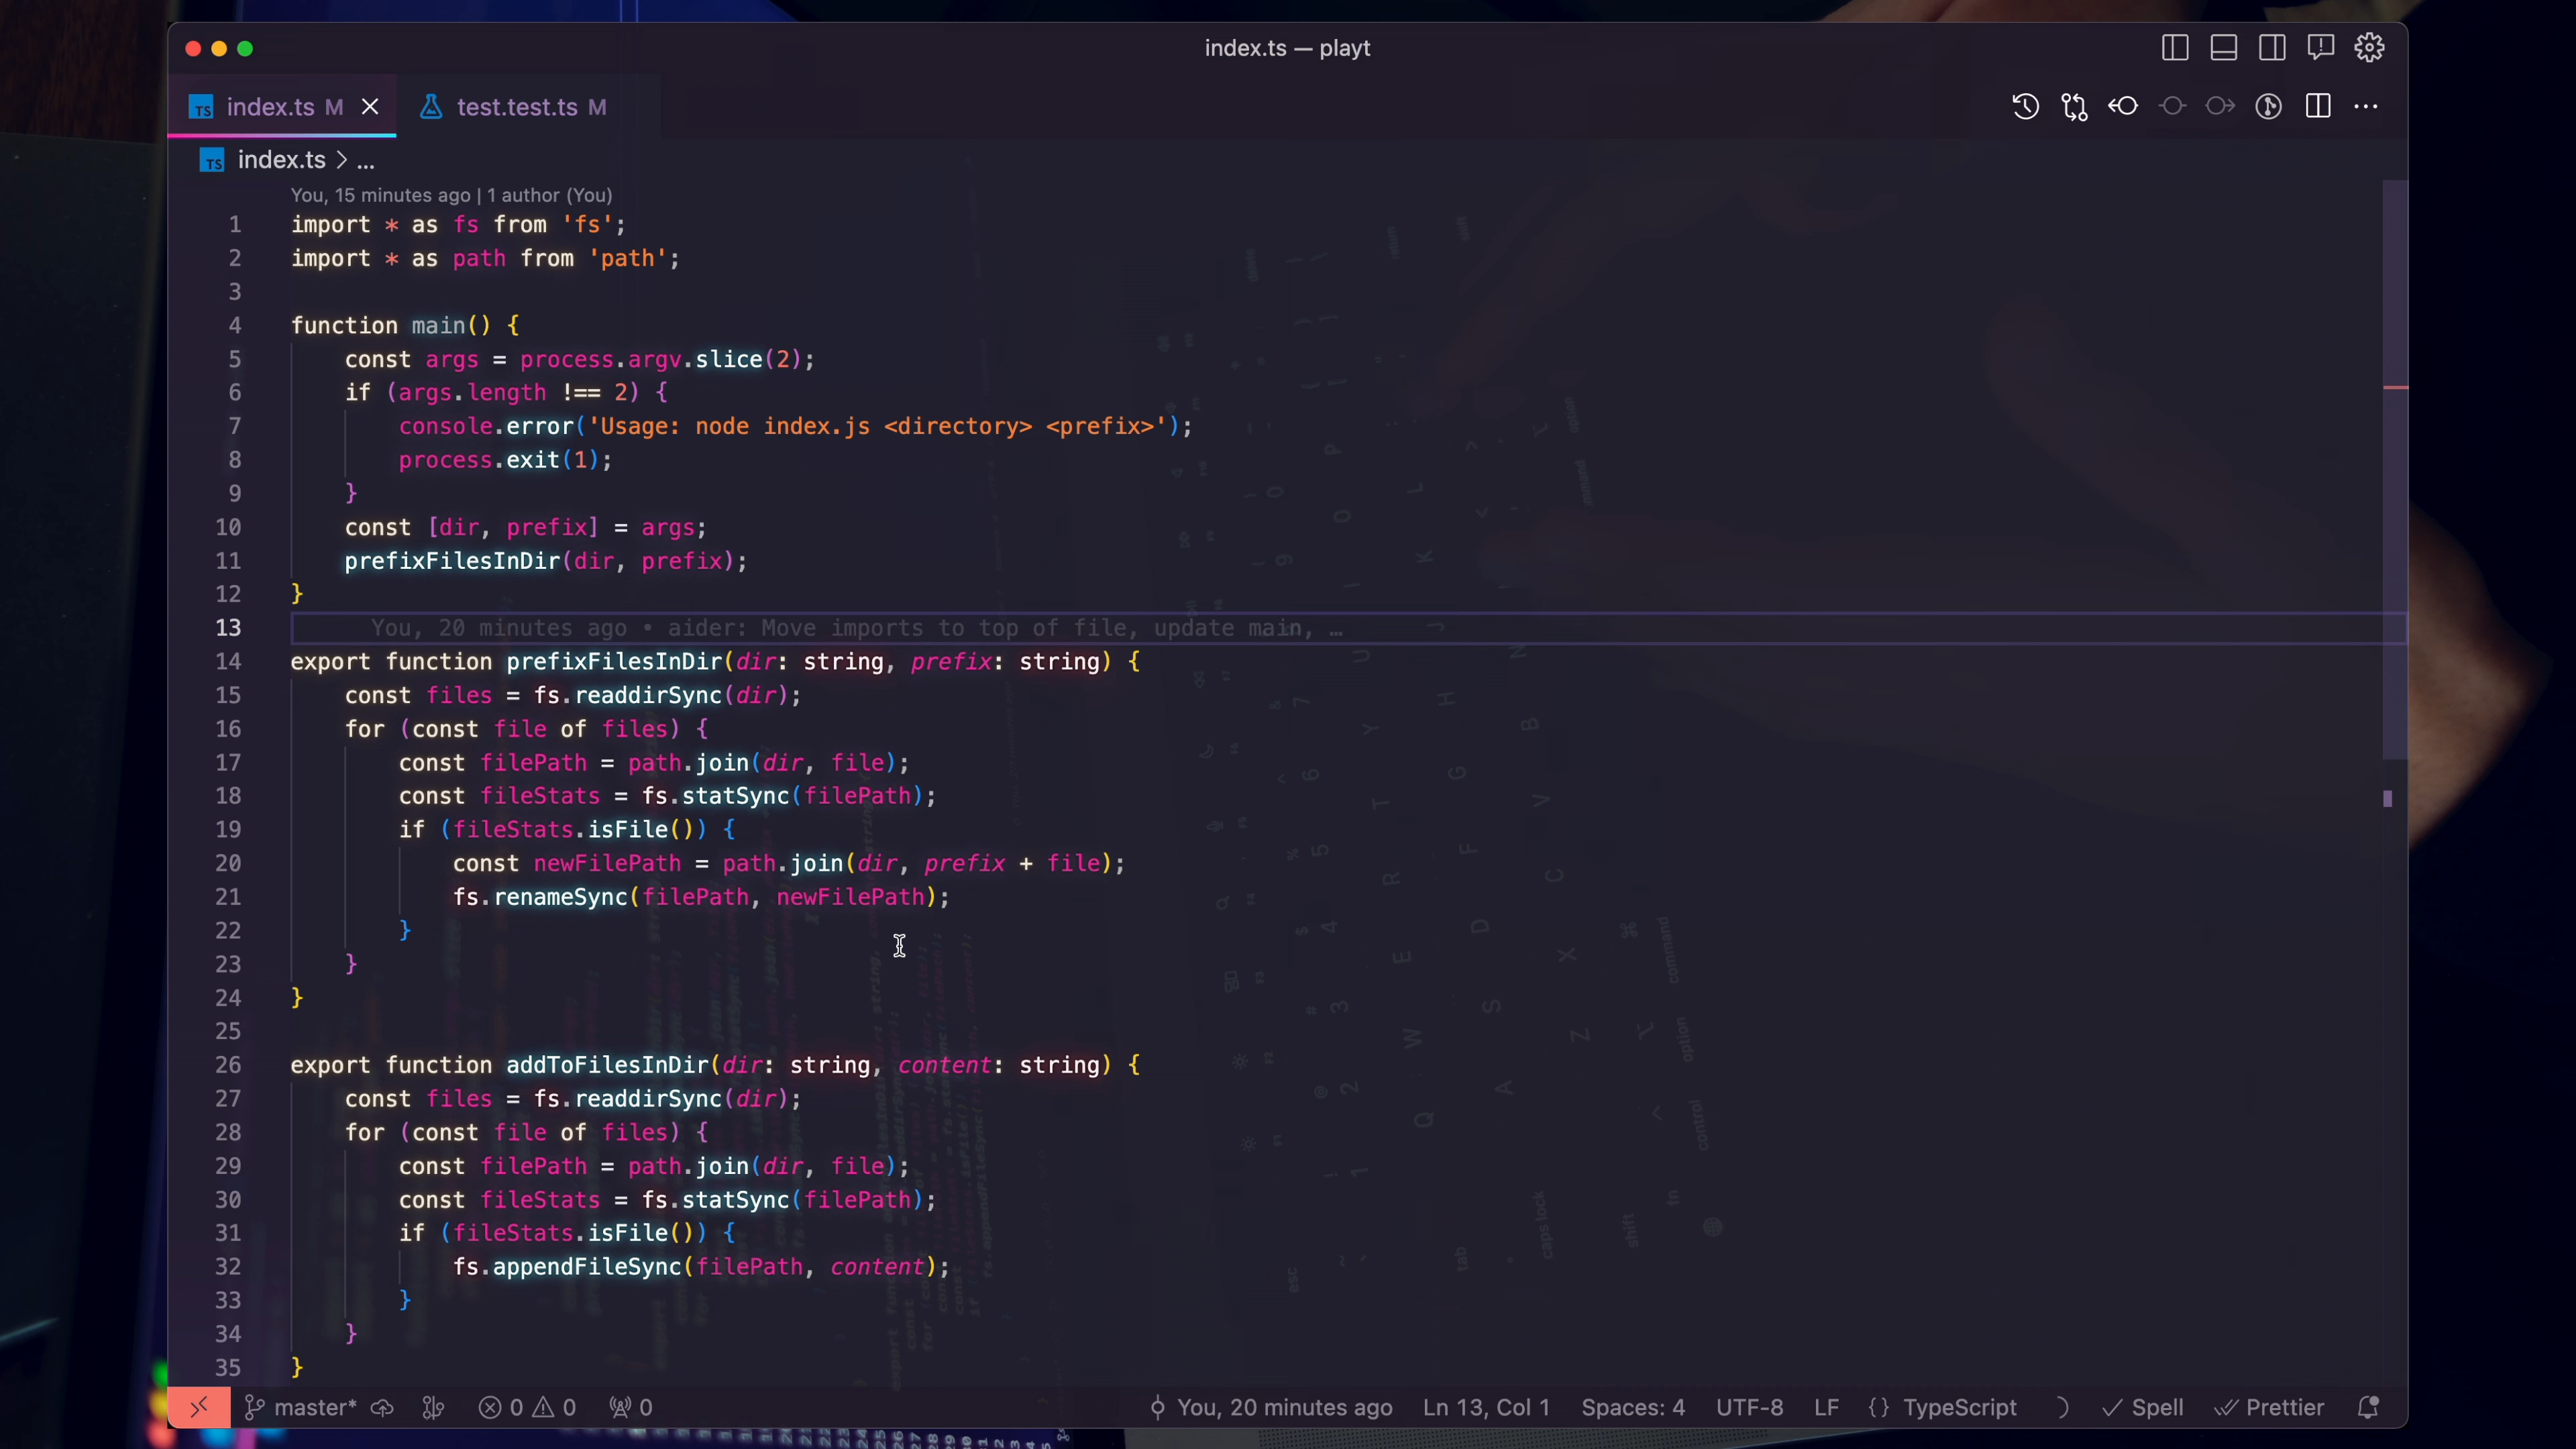 index.ts — playt
index.ts M
test.test.ts M
index.ts > ...
You, 15 minutes ago | 1 author (You)
1 import * as fs from 'fs';
2 import * as path from 'path';
3
4 function main() {
5 const args = process.argv.slice(2);
6 if (args.length !== 2) {
7 console.error('Usage: node index.js <directory> <prefix>');
8 process.exit(1);
9 }
10 const [dir, prefix] = args;
11 prefixFilesInDir(dir, prefix);
12 }
13 You, 20 minutes ago • aider: Move imports to top of file, update main, …
14 export function prefixFilesInDir(dir: string, prefix: string) {
15 const files = fs.readdirSync(dir);
16 for (const file of files) {
17 const filePath = path.join(dir, file);
18 const fileStats = fs.statSync(filePath);
19 if (fileStats.isFile()) {
20 const newFilePath = path.join(dir, prefix + file);
21 fs.renameSync(filePath, newFilePath);
22 }
23 }
24 }
25
26 export function addToFilesInDir(dir: string, content: string) {
27 const files = fs.readdirSync(dir);
28 for (const file of files) {
29 const filePath = path.join(dir, file);
30 const fileStats = fs.statSync(filePath);
31 if (fileStats.isFile()) {
32 fs.appendFileSync(filePath, content);
33 }
34 }
35 }
master* 0 0 0 You, 20 minutes ago Ln 13, Col 1 Spaces: 4 UTF-8 LF {} TypeScript Spell Prettier